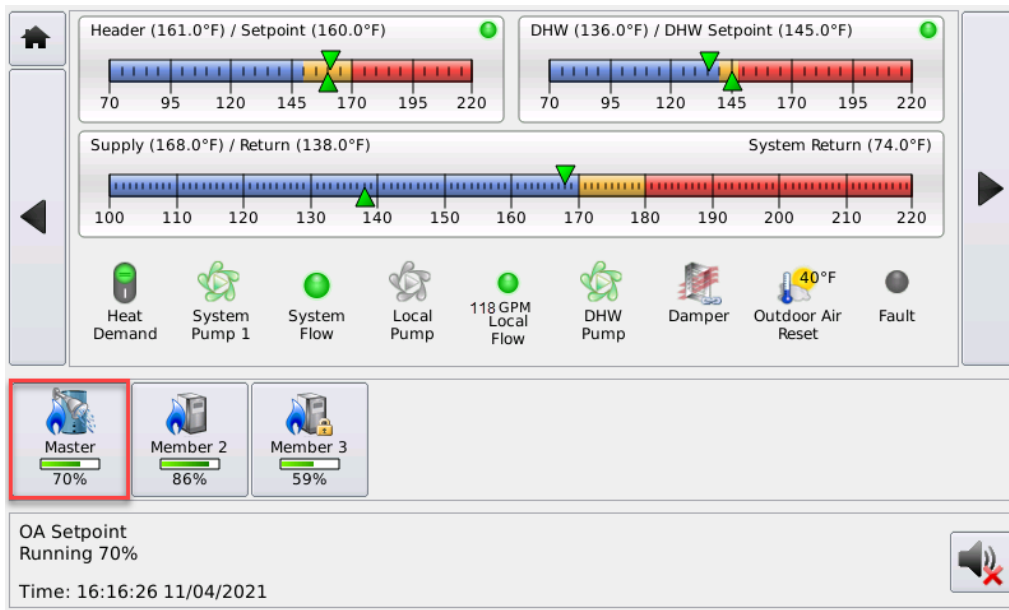 Header (161.0°F) / Setpoint (160.0°F)
70 95 120 145 170 195 220
DHW (136.0°F) / DHW Setpoint (145.0°F)
70 95 120 145 170 195 220
Supply (168.0°F) / Return (138.0°F) System Return (74.0°F)
100 110 120 130 140 150 160 170 180 190 200 210 220
Heat
Demand
System
Pump 1
System
Flow
Local
Pump
118 GPM
Local
Flow
DHW
Pump
Damper
40°F
Outdoor Air
Reset
Fault
Master
70%
Member 2
86%
Member 3
59%
OA Setpoint
Running 70%
Time: 16:16:26 11/04/2021